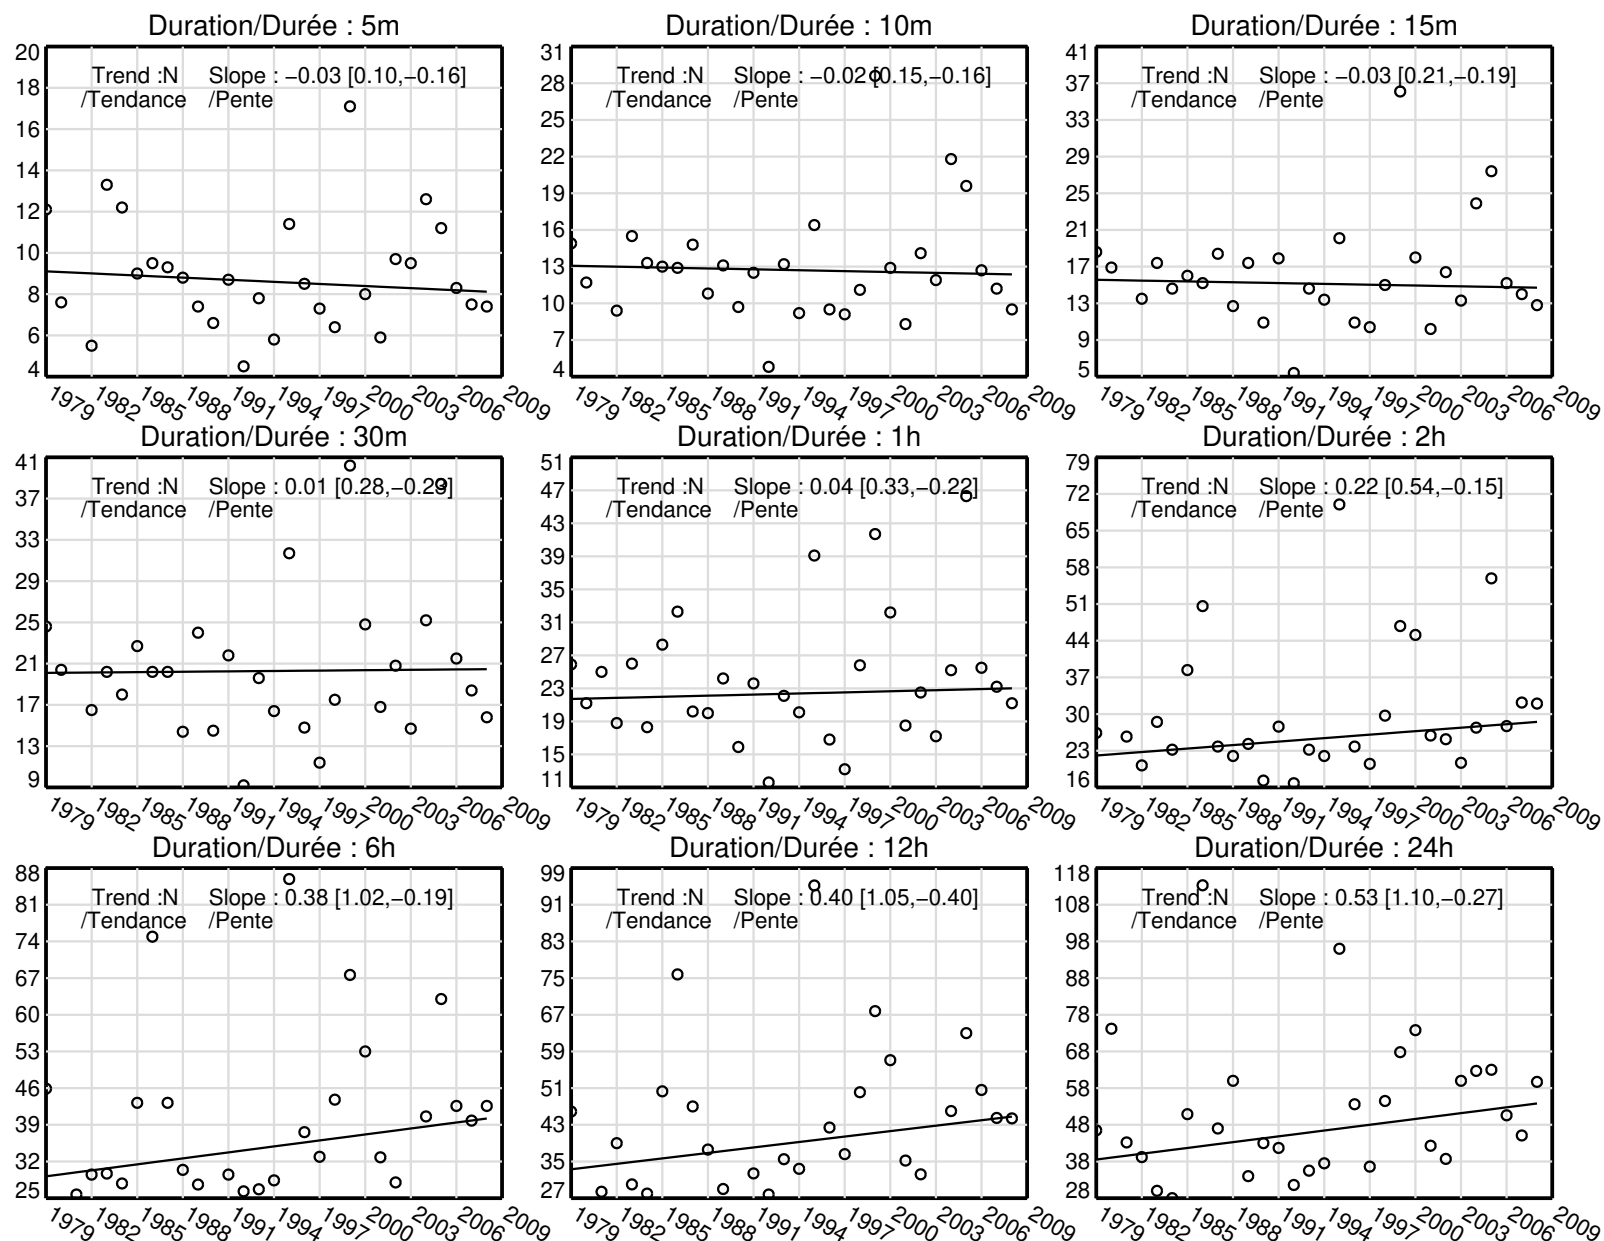 Duration/Durée : 5m
Trend :N Slope : −0.03 [0.10,−0.16]
/Tendance /Pente
20
18
16
14
12
10
8
6
4
1979 1982 1985 1988 1991 1994 1997 2000 2003 2006 2009
Duration/Durée : 10m
Trend :N Slope : −0.02 [0.15,−0.16]
/Tendance /Pente
31
28
25
22
19
16
13
10
7
4
1979 1982 1985 1988 1991 1994 1997 2000 2003 2006 2009
Duration/Durée : 15m
Trend :N Slope : −0.03 [0.21,−0.19]
/Tendance /Pente
41
37
33
29
25
21
17
13
9
5
1979 1982 1985 1988 1991 1994 1997 2000 2003 2006 2009
Duration/Durée : 30m
Trend :N Slope : 0.01 [0.28,−0.29]
/Tendance /Pente
41
37
33
29
25
21
17
13
9
1979 1982 1985 1988 1991 1994 1997 2000 2003 2006 2009
Duration/Durée : 1h
Trend :N Slope : 0.04 [0.33,−0.22]
/Tendance /Pente
51
47
43
39
35
31
27
23
19
15
11
1979 1982 1985 1988 1991 1994 1997 2000 2003 2006 2009
Duration/Durée : 2h
Trend :N Slope : 0.22 [0.54,−0.15]
/Tendance /Pente
79
72
65
58
51
44
37
30
23
16
1979 1982 1985 1988 1991 1994 1997 2000 2003 2006 2009
Duration/Durée : 6h
Trend :N Slope : 0.38 [1.02,−0.19]
/Tendance /Pente
88
81
74
67
60
53
46
39
32
25
1979 1982 1985 1988 1991 1994 1997 2000 2003 2006 2009
Duration/Durée : 12h
Trend :N Slope : 0.40 [1.05,−0.40]
/Tendance /Pente
99
91
83
75
67
59
51
43
35
27
1979 1982 1985 1988 1991 1994 1997 2000 2003 2006 2009
Duration/Durée : 24h
Trend :N Slope : 0.53 [1.10,−0.27]
/Tendance /Pente
118
108
98
88
78
68
58
48
38
28
1979 1982 1985 1988 1991 1994 1997 2000 2003 2006 2009